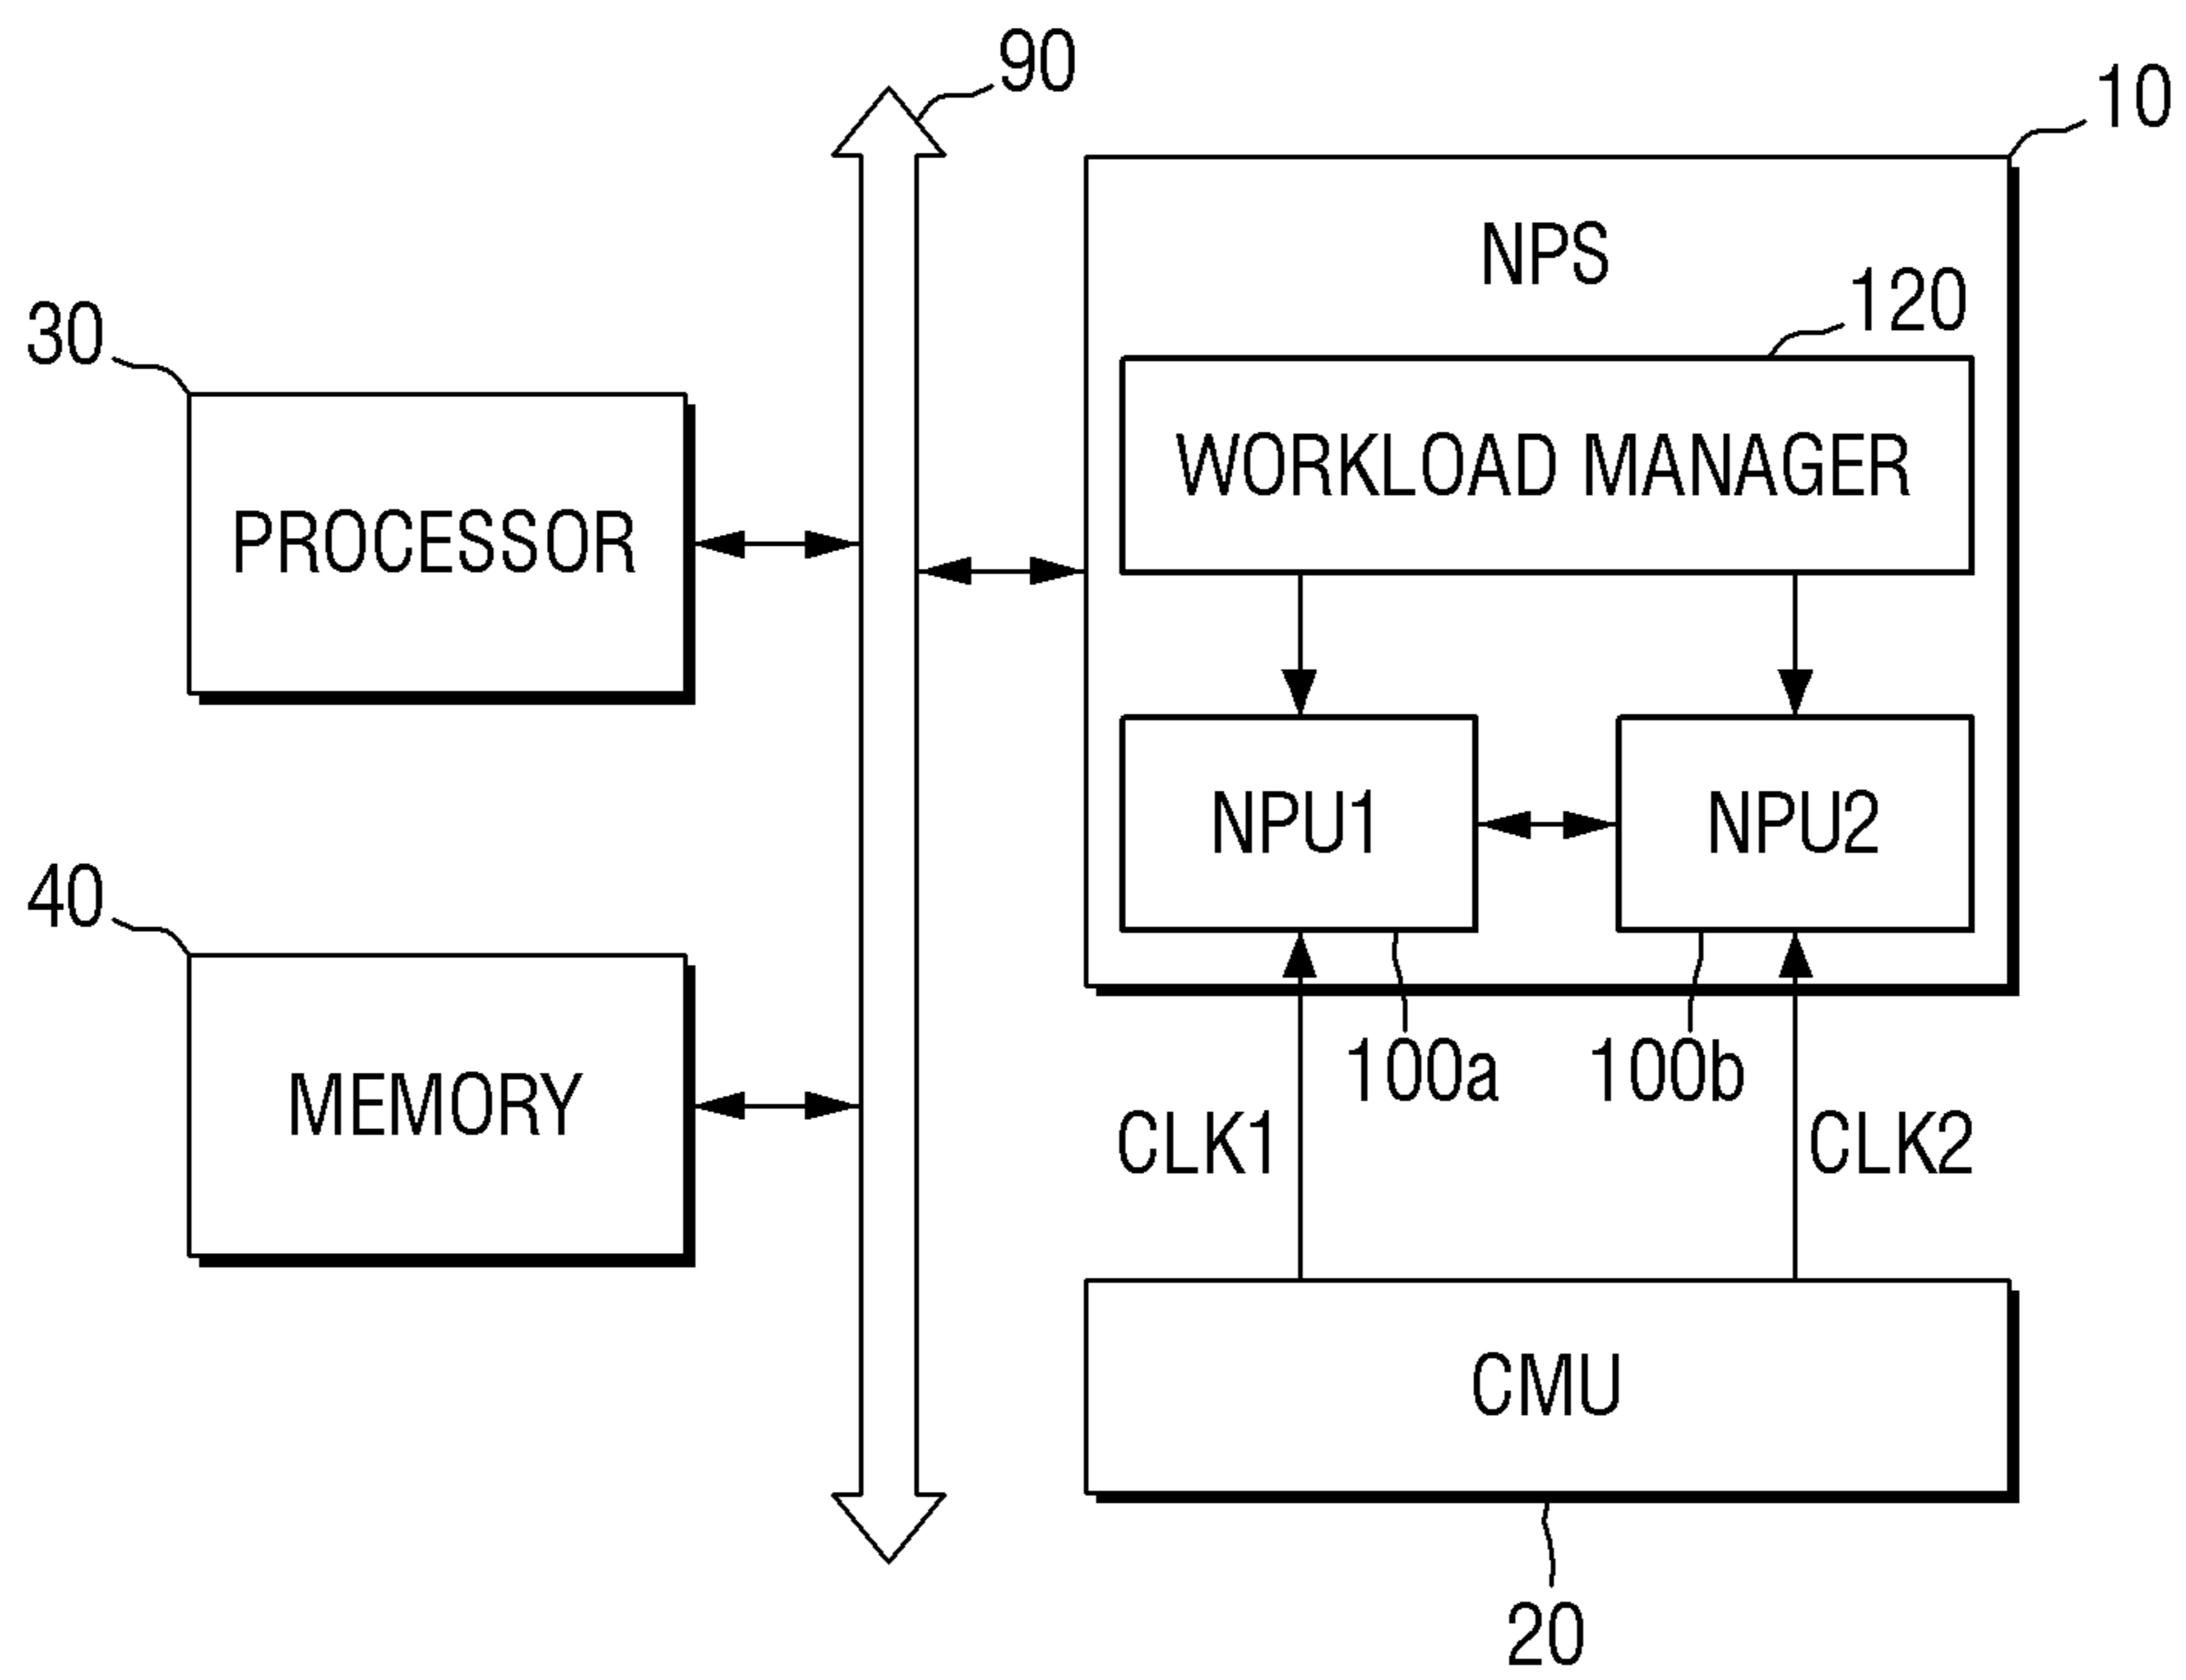 90
10
NPS
120
30
WORKLOAD MANAGER
PROCESSOR
NPU1
NPU2
40
100a
100b
MEMORY
CLK1
CLK2
CMU
20